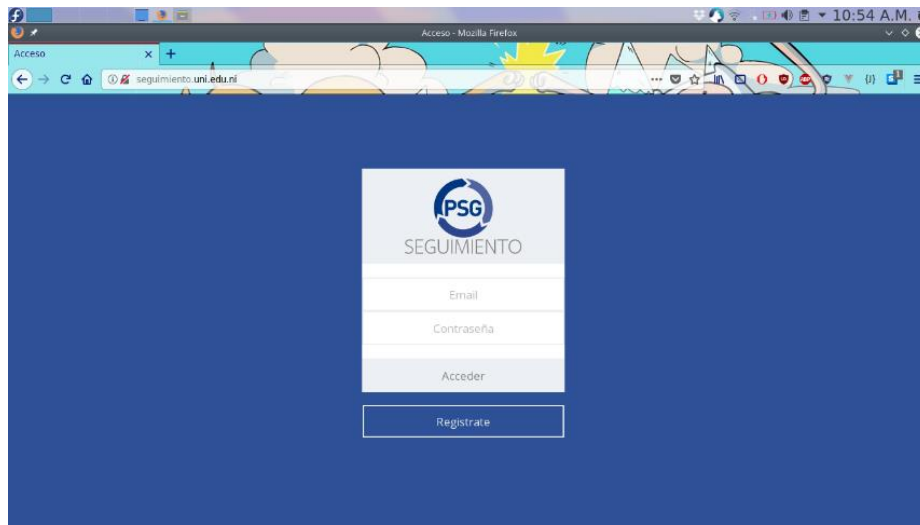 10:54 A.M.
Acceso - Mozilla Firefox
Acceso
seguimiento.uni.edu.ni
PSG
SEGUIMIENTO
Email
Contraseña
Acceder
Registrate